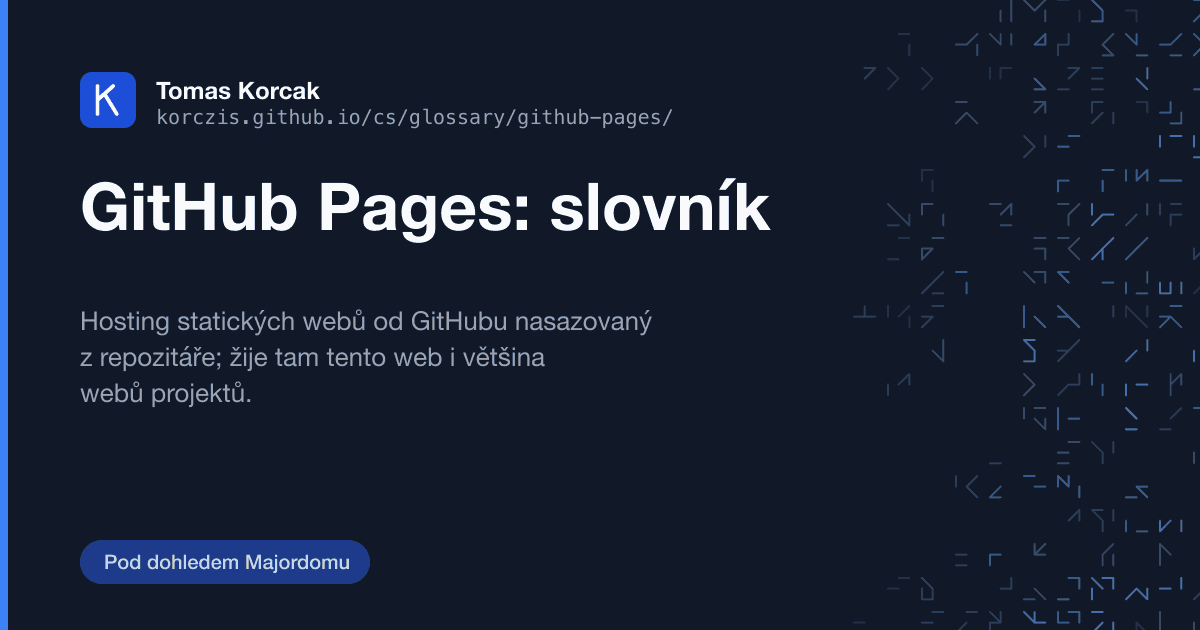 K
Tomas Korcak
korczis.github.io/cs/glossary/github-pages/
GitHub Pages: slovník
Hosting statických webů od GitHubu nasazovaný
z repozitáře; žije tam tento web i většina
webů projektů.
Pod dohledem Majordomu